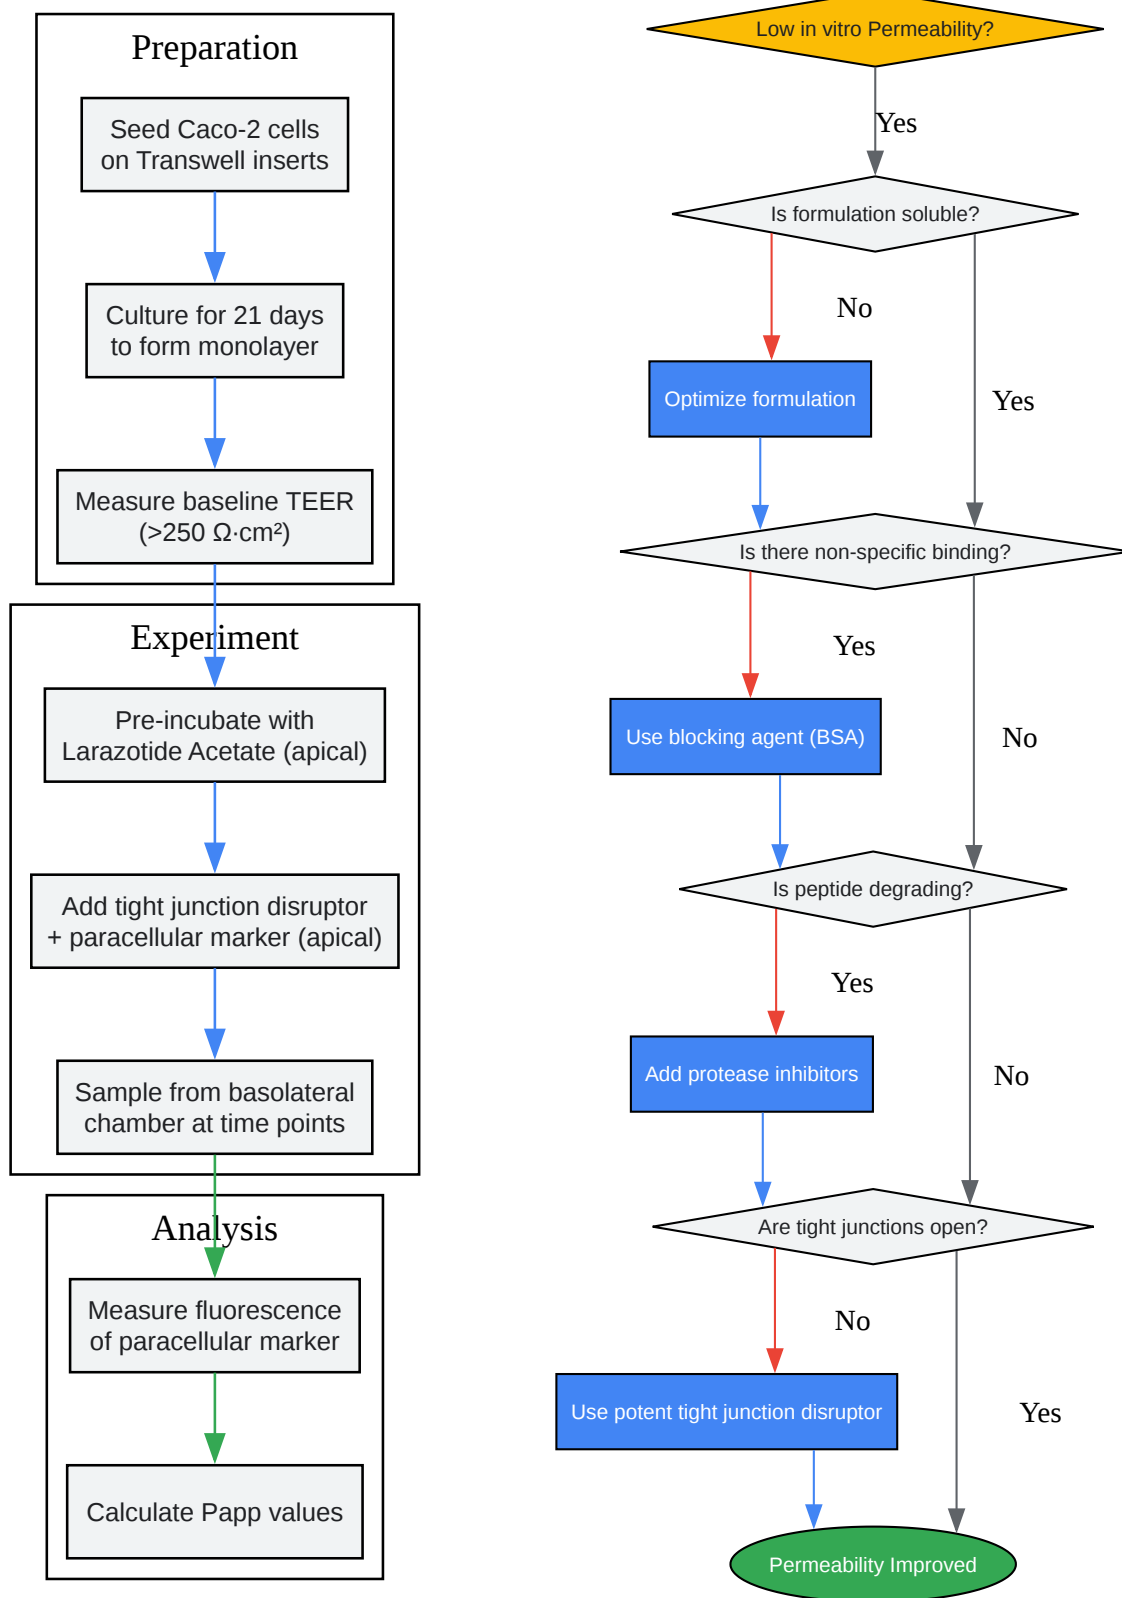 Preparation
Seed Caco-2 cells
on Transwell inserts
Culture for 21 days
to form monolayer
Measure baseline TEER
(>250 Ω·cm²)
Experiment
Pre-incubate with
Larazotide Acetate (apical)
Add tight junction disruptor
+ paracellular marker (apical)
Sample from basolateral
chamber at time points
Analysis
Measure fluorescence
of paracellular marker
Calculate Papp values
Low in vitro Permeability?
Yes
Is formulation soluble?
No
Optimize formulation
Yes
Is there non-specific binding?
Yes
Use blocking agent (BSA)
No
Is peptide degrading?
Yes
Add protease inhibitors
No
Are tight junctions open?
No
Use potent tight junction disruptor
Yes
Permeability Improved